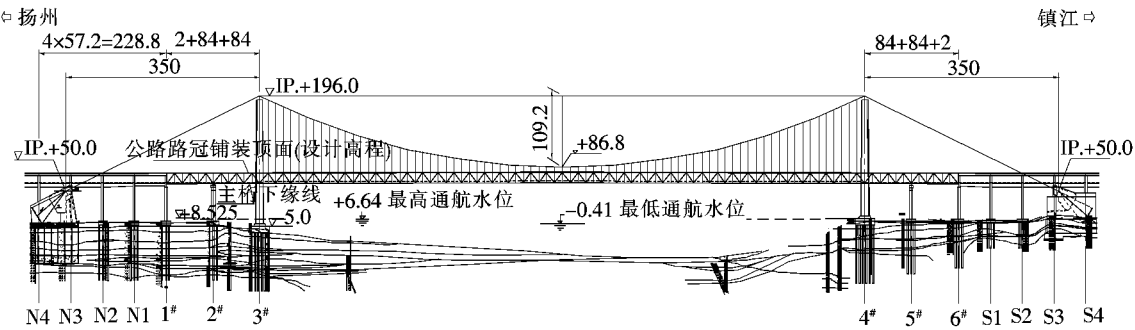 ⇦ 扬州
镇江 ⇨
4×57.2=228.8
2+84+84
84+84+2
350
350
IP.+196.0
109.2
+86.8
IP.+50.0
公路路冠铺装顶面(设计高程)
IP.+50.0
主桁下缘线
+6.64 最高通航水位
-0.41 最低通航水位
+8.525
-5.0
N4 N3 N2 N1 1# 2# 3# 4# 5# 6# S1 S2 S3 S4